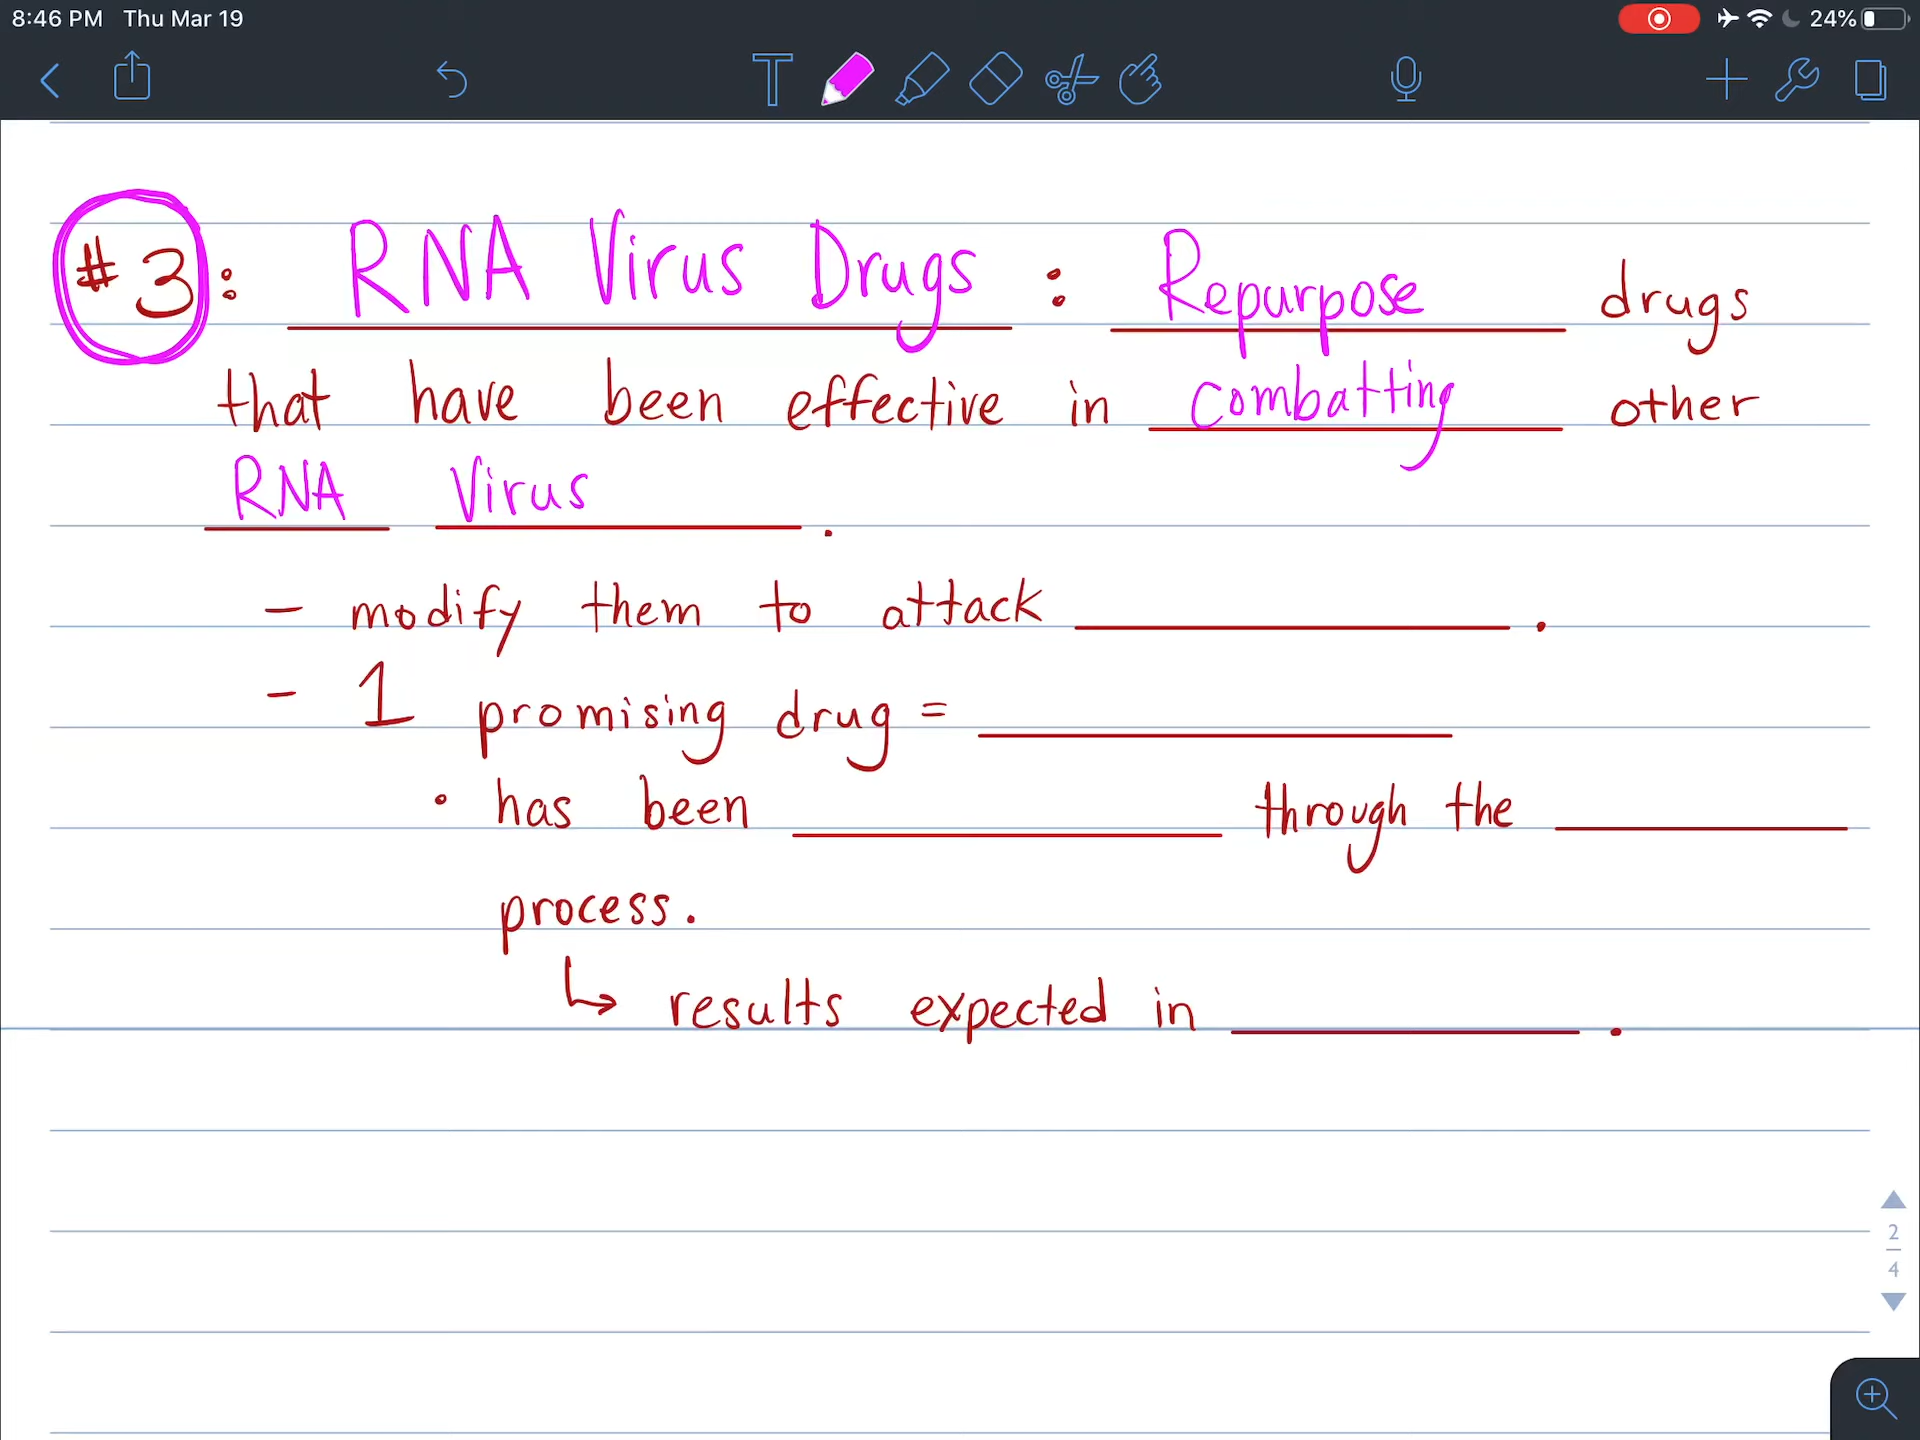 8:46 PM Thu Mar 19 24%
T
#3: RNA Virus Drugs : Repurpose drugs
that have been effective in combatting other
RNA Virus .
- modify them to attack .
- 1 promising drug =
• has been through the
process.
↳ results expected in .
2
4